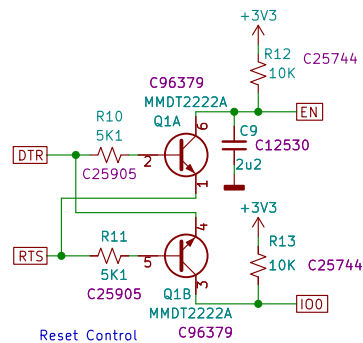 +3V3
R12
C25744
10K
C96379
MMDT2222A
EN
R10
Q1A
6
C9
5K1
C12530
DTR
2
2u2
C25905
1
+3V3
4
R11
R13
RTS
5
10K
C25744
5K1
3
C25905
Q1B
IO0
MMDT2222A
C96379
Reset Control